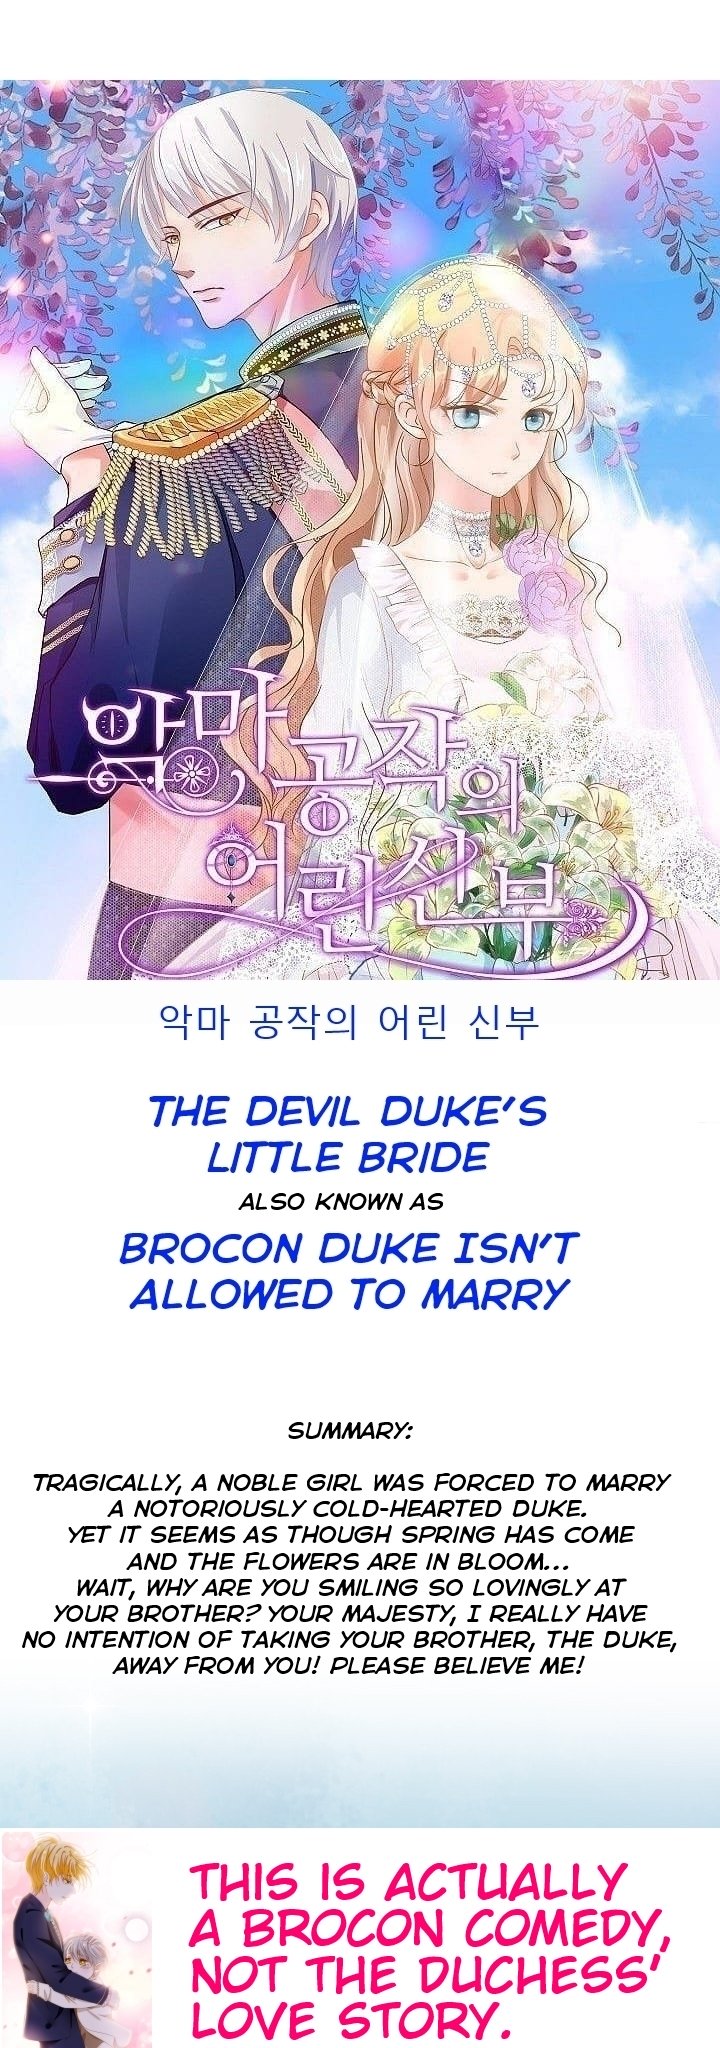 악마 공작의
어린 신부
악마 공작의 어린 신부
THE DEVIL DUKE'S
LITTLE BRIDE
ALSO KNOWN AS
BROCON DUKE ISN'T
ALLOWED TO MARRY
SUMMARY:
TRAGICALLY, A NOBLE GIRL WAS FORCED TO MARRY
A NOTORIOUSLY COLD-HEARTED DUKE.
YET IT SEEMS AS THOUGH SPRING HAS COME
AND THE FLOWERS ARE IN BLOOM...
WAIT, WHY ARE YOU SMILING SO LOVINGLY AT
YOUR BROTHER? YOUR MAJESTY, I REALLY HAVE
NO INTENTION OF TAKING YOUR BROTHER, THE DUKE,
AWAY FROM YOU! PLEASE BELIEVE ME!
THIS IS ACTUALLY
A BROCON COMEDY,
NOT THE DUCHESS'
LOVE STORY.